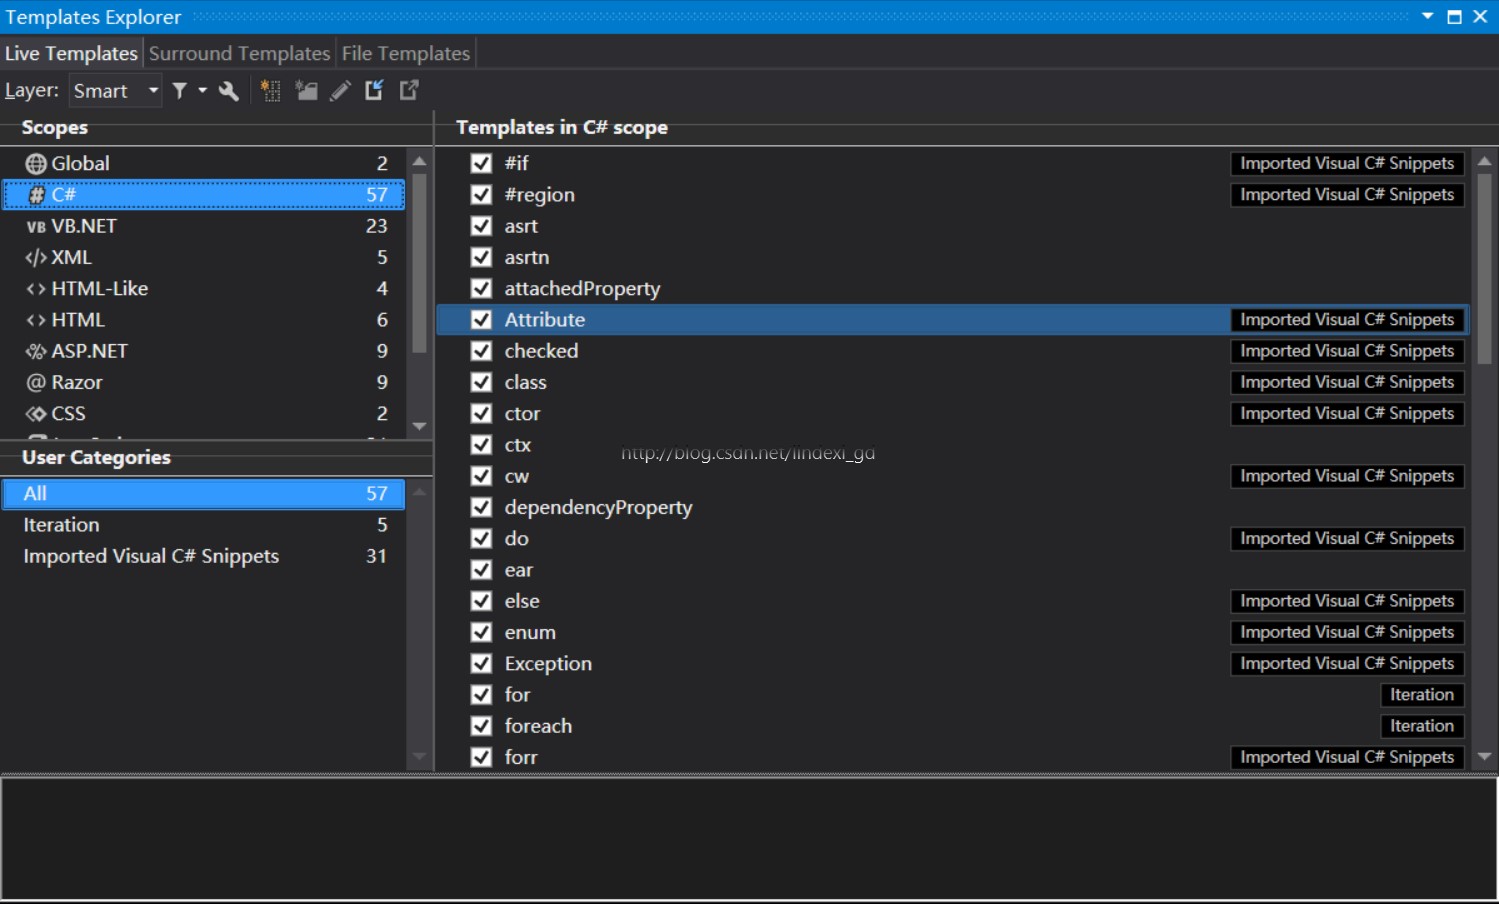 Templates Explorer
Live Templates Surround Templates File Templates
Layer: Smart
Scopes
Global 2
# C# 57
VB VB.NET 23
</> XML 5
<> HTML-Like 4
<> HTML 6
<%> ASP.NET 9
@ Razor 9
CSS 2
User Categories
All 57
Iteration 5
Imported Visual C# Snippets 31
Templates in C# scope
#if Imported Visual C# Snippets
#region Imported Visual C# Snippets
asrt
asrtn
attachedProperty
Attribute Imported Visual C# Snippets
checked Imported Visual C# Snippets
class Imported Visual C# Snippets
ctor Imported Visual C# Snippets
ctx
http://blog.csdn.net/lindexi_gd
cw Imported Visual C# Snippets
dependencyProperty
do Imported Visual C# Snippets
ear
else Imported Visual C# Snippets
enum Imported Visual C# Snippets
Exception Imported Visual C# Snippets
for Iteration
foreach Iteration
forr Imported Visual C# Snippets